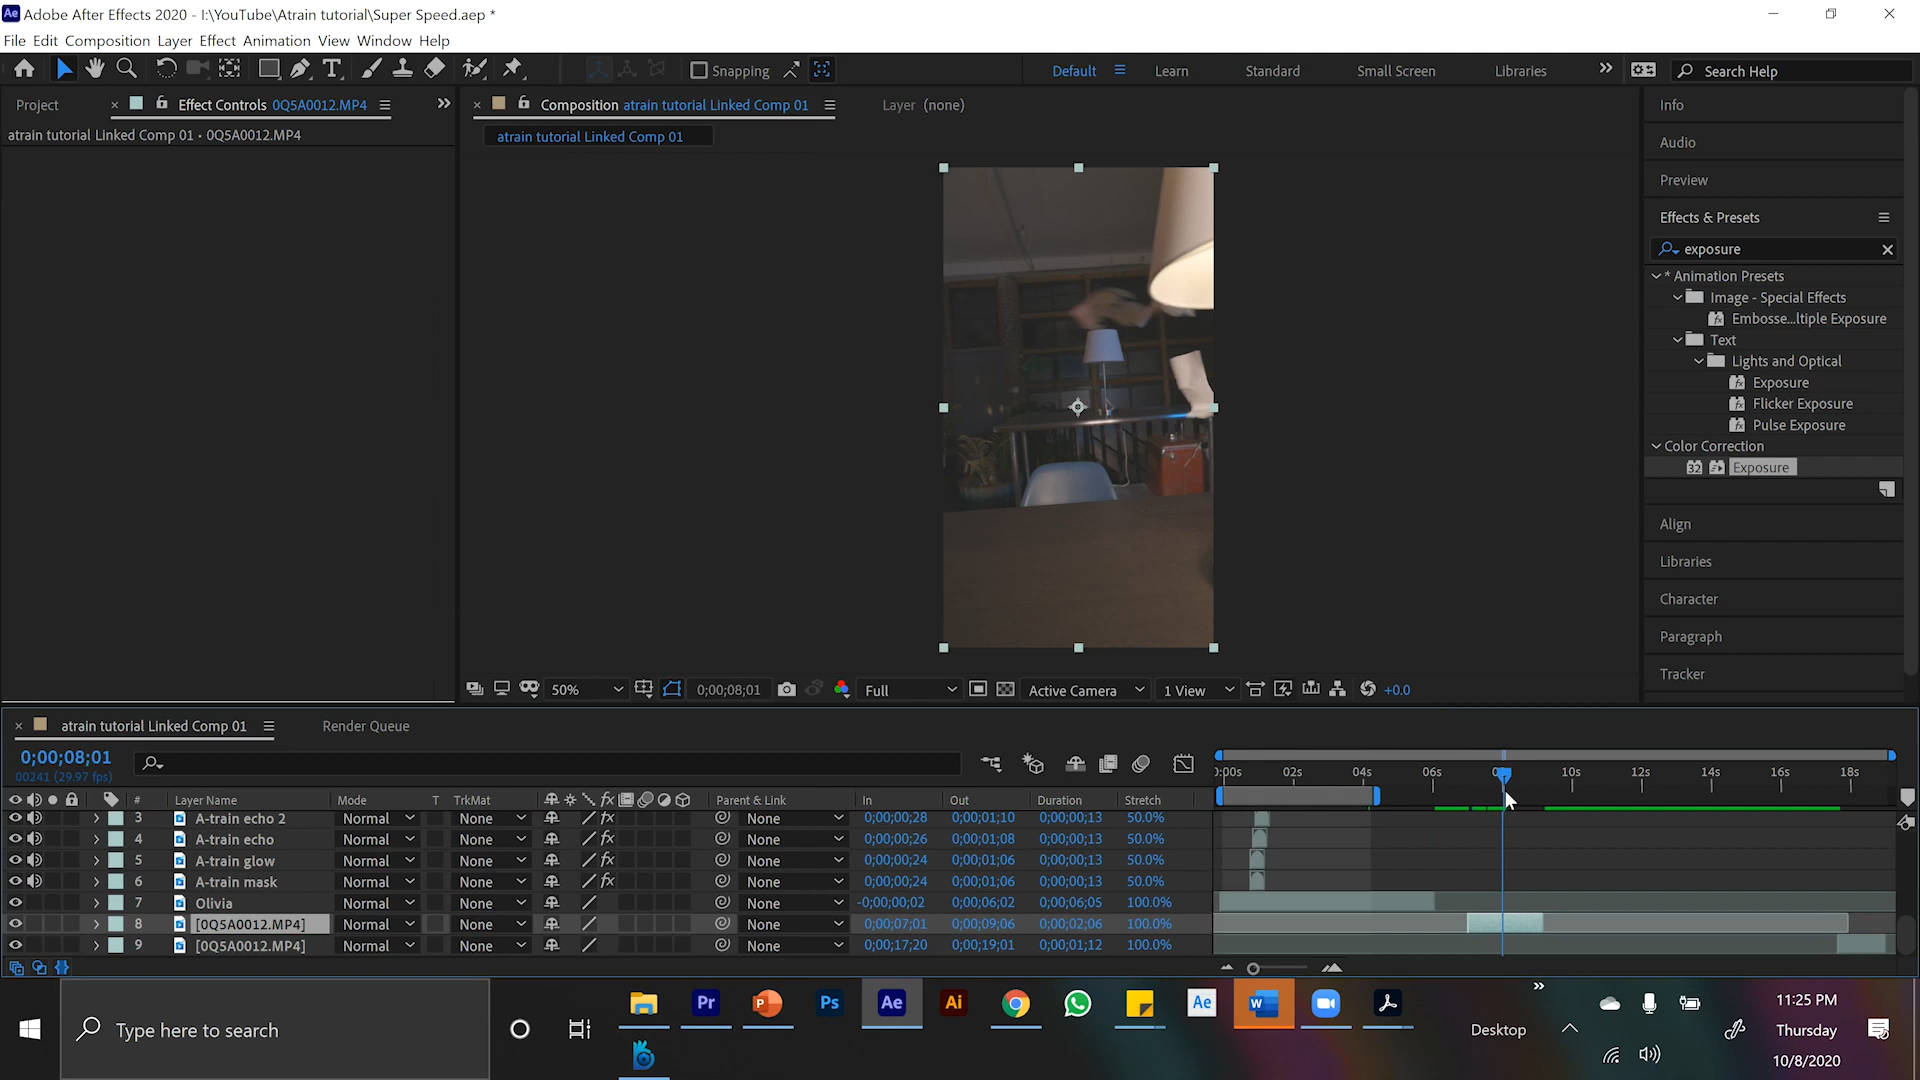 Ae Adobe After Effects 2020 - I:\YouTube\Atrain tutorial\Super Speed.aep *
File Edit Composition Layer Effect Animation View Window Help
Snapping Default Learn Standard Small Screen Libraries Search Help
Project Effect Controls 0Q5A0012.MP4
Composition atrain tutorial Linked Comp 01 Layer (none)
atrain tutorial Linked Comp 01 • 0Q5A0012.MP4
atrain tutorial Linked Comp 01
Info
Audio
Preview
Effects & Presets
exposure
* Animation Presets
Image - Special Effects
Embosse...ltiple Exposure
Text
Lights and Optical
Exposure
Flicker Exposure
Pulse Exposure
Color Correction
32 Exposure
Align
Libraries
Character
Paragraph
Tracker
50% 0;00;08;01 Full Active Camera 1 View +0.0
atrain tutorial Linked Comp 01 Render Queue
0;00;08;01
00241 (29.97 fps)
02s 04s 06s 10s 12s 14s 16s 18s
# Layer Name Mode T TrkMat Parent & Link In Out Duration Stretch
3 A-train echo 2 Normal None None 0;00;00;28 0;00;01;10 0;00;00;13 50.0%
4 A-train echo Normal None None 0;00;00;26 0;00;01;08 0;00;00;13 50.0%
5 A-train glow Normal None None 0;00;00;24 0;00;01;06 0;00;00;13 50.0%
6 A-train mask Normal None None 0;00;00;24 0;00;01;06 0;00;00;13 50.0%
7 Olivia Normal None None -0;00;00;02 0;00;06;02 0;00;06;05 100.0%
8 [0Q5A0012.MP4] Normal None None 0;00;07;01 0;00;09;06 0;00;02;06 100.0%
9 [0Q5A0012.MP4] Normal None None 0;00;17;20 0;00;19;01 0;00;01;12 100.0%
Type here to search
Pr P Ps Ae Ai Ae W
Desktop
11:25 PM
Thursday
10/8/2020